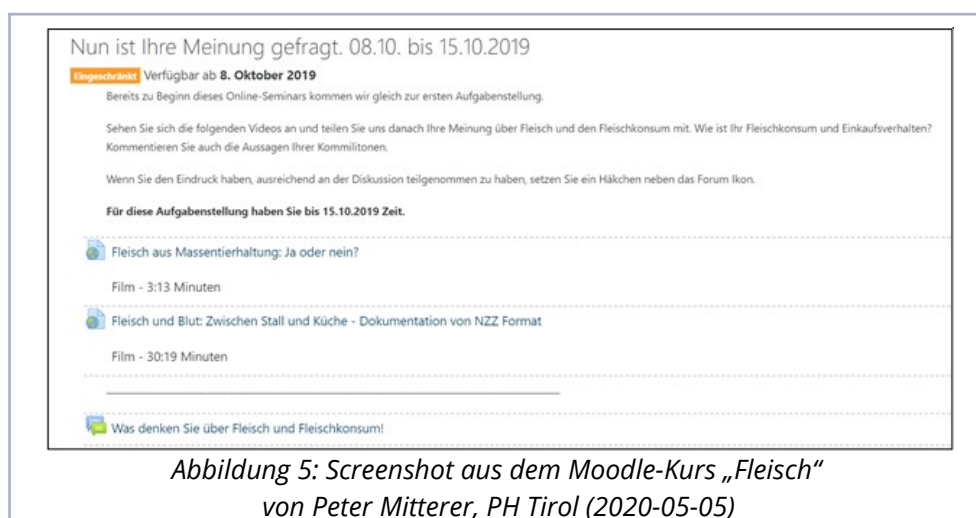 Nun ist Ihre Meinung gefragt. 08.10. bis 15.10.2019
Eingeschränkt Verfügbar ab 8. Oktober 2019
Bereits zu Beginn dieses Online-Seminars kommen wir gleich zur ersten Aufgabenstellung.
Sehen Sie sich die folgenden Videos an und teilen Sie uns danach Ihre Meinung über Fleisch und den Fleischkonsum mit. Wie ist Ihr Fleischkonsum und Einkaufsverhalten?
Kommentieren Sie auch die Aussagen Ihrer Kommilitonen.
Wenn Sie den Eindruck haben, ausreichend an der Diskussion teilgenommen zu haben, setzen Sie ein Häkchen neben das Forum Ikon.
Für diese Aufgabenstellung haben Sie bis 15.10.2019 Zeit.
Fleisch aus Massentierhaltung: Ja oder nein?
Film - 3:13 Minuten
Fleisch und Blut: Zwischen Stall und Küche - Dokumentation von NZZ Format
Film - 30:19 Minuten
Was denken Sie über Fleisch und Fleischkonsum!
Abbildung 5: Screenshot aus dem Moodle-Kurs „Fleisch“
von Peter Mitterer, PH Tirol (2020-05-05)